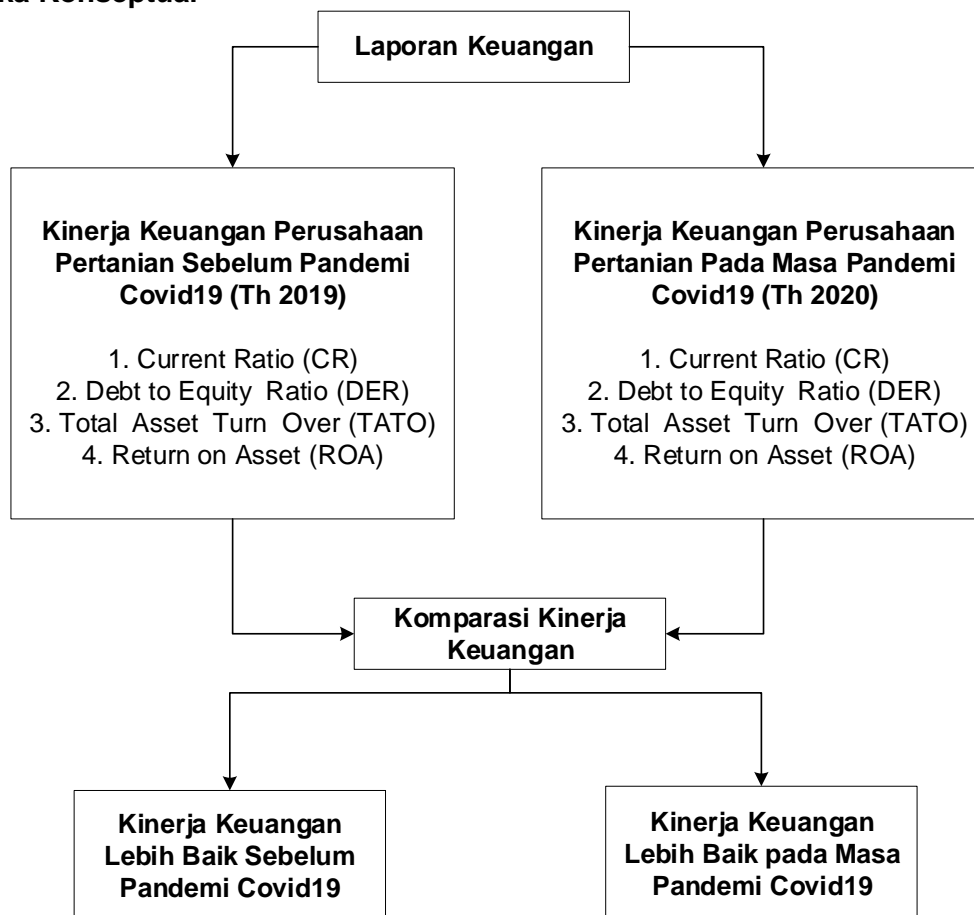 Konseptual
Laporan Keuangan
Kinerja Keuangan Perusahaan
Pertanian Sebelum Pandemi
Covid19 (Th 2019)
1. Current Ratio (CR)
2. Debt to Equity Ratio (DER)
3. Total Asset Turn Over (TATO)
4. Return on Asset (ROA)
Kinerja Keuangan Perusahaan
Pertanian Pada Masa Pandemi
Covid19 (Th 2020)
1. Current Ratio (CR)
2. Debt to Equity Ratio (DER)
3. Total Asset Turn Over (TATO)
4. Return on Asset (ROA)
Komparasi Kinerja
Keuangan
Kinerja Keuangan
Lebih Baik Sebelum
Pandemi Covid19
Kinerja Keuangan
Lebih Baik pada Masa
Pandemi Covid19